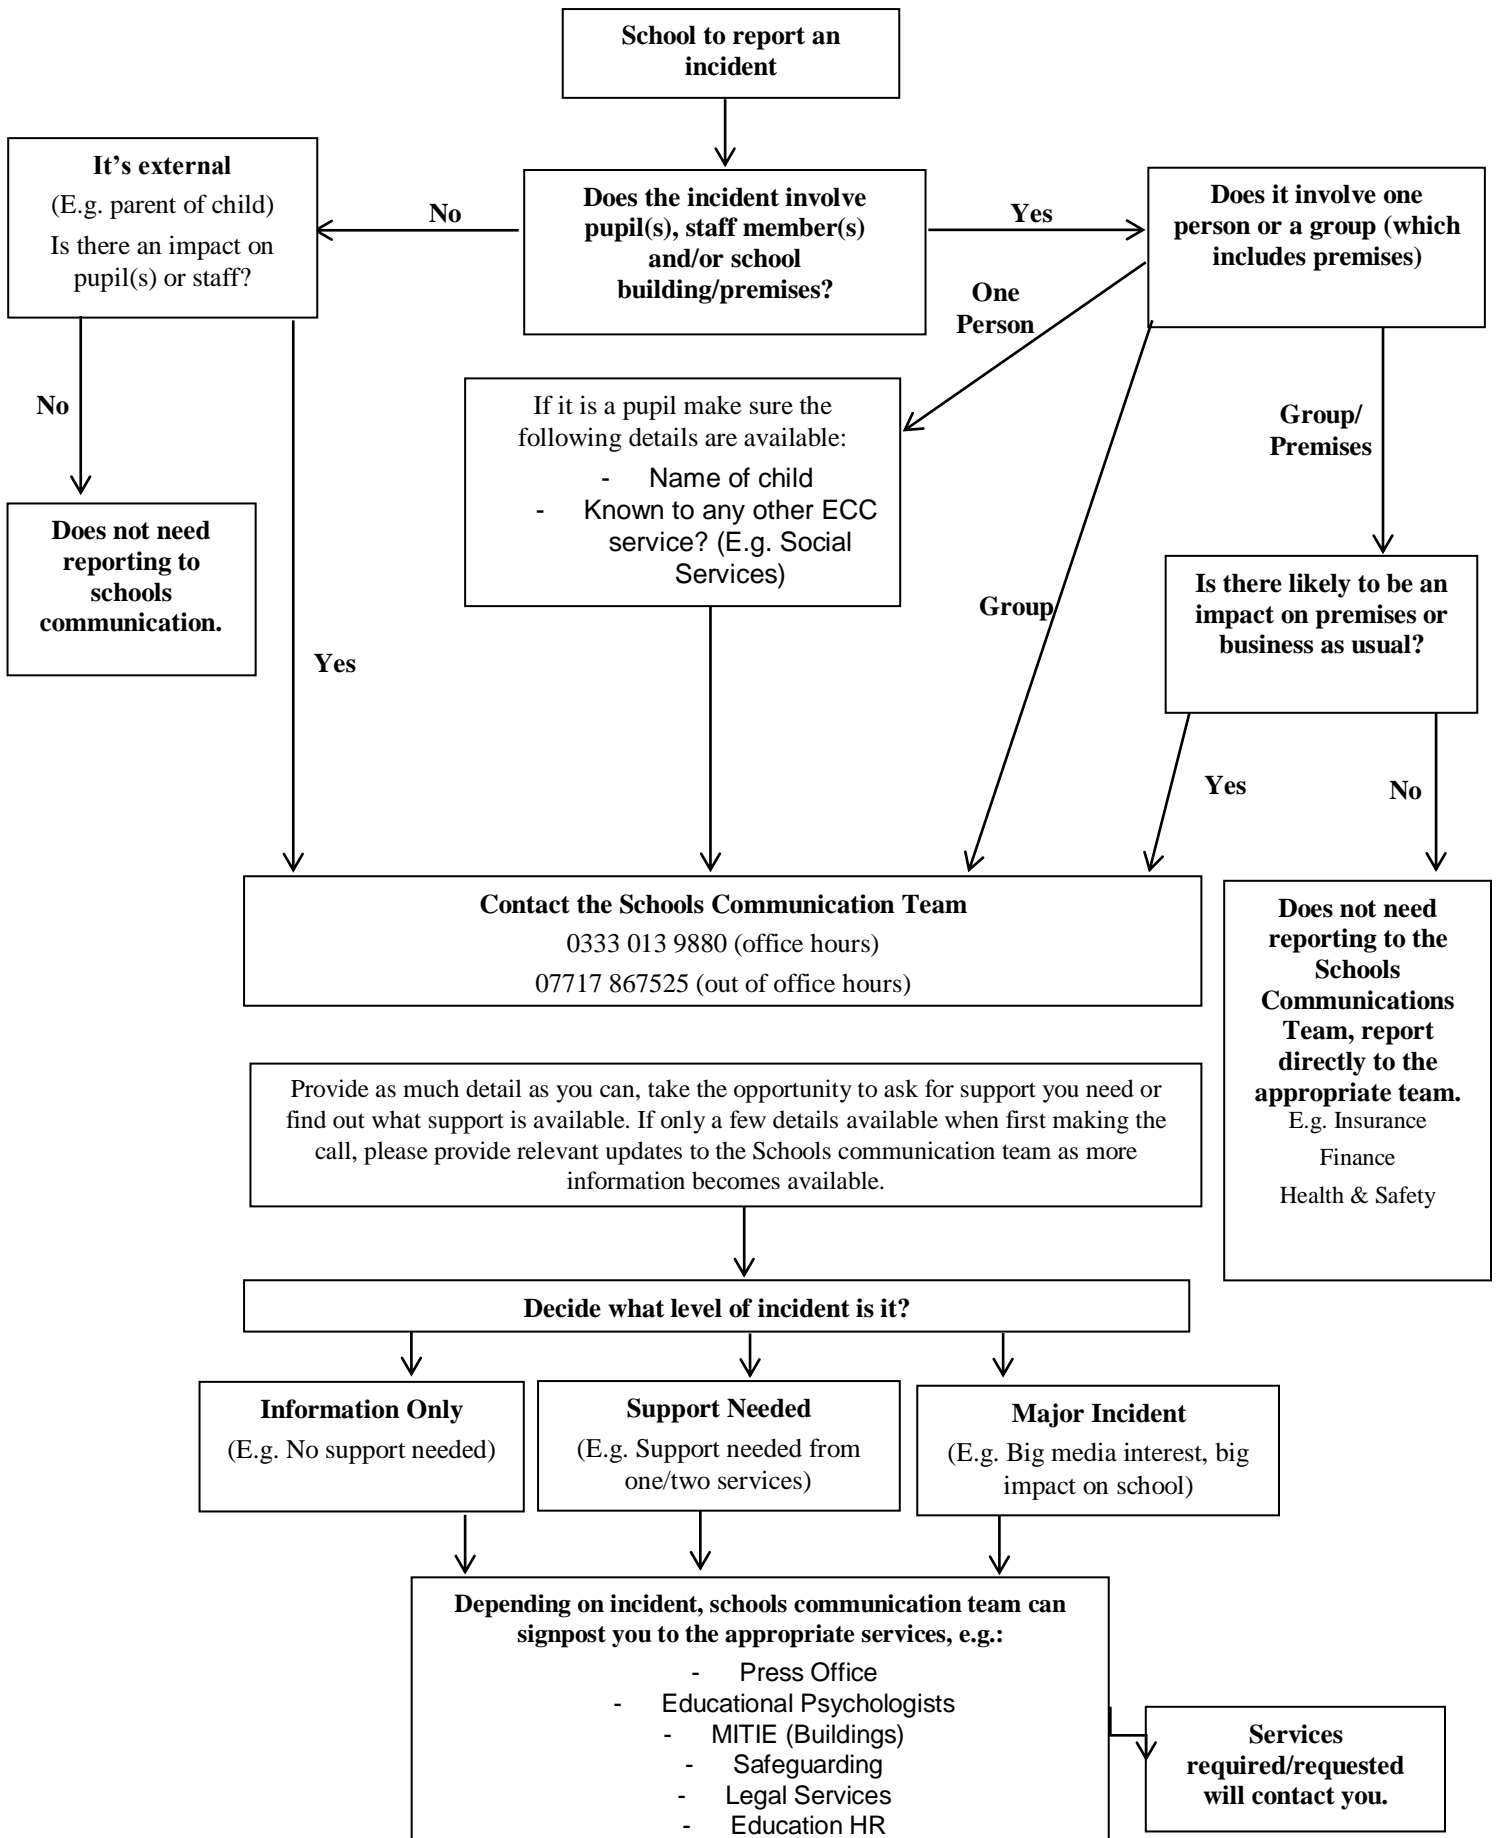 School to report an
incident
It’s external
(E.g. parent of child)
Is there an impact on
pupil(s) or staff?
No
Does the incident involve
pupil(s), staff member(s)
and/or school
building/premises?
Yes
Does it involve one
person or a group (which
includes premises)
One
Person
No
If it is a pupil make sure the
following details are available:
- Name of child
- Known to any other ECC
service? (E.g. Social
Services)
Group/
Premises
Does not need
reporting to
schools
communication.
Yes
Group
Is there likely to be an
impact on premises or
business as usual?
Yes
No
Contact the Schools Communication Team
0333 013 9880 (office hours)
07717 867525 (out of office hours)
Does not need
reporting to the
Schools
Communications
Team, report
directly to the
appropriate team.
E.g. Insurance
Finance
Health & Safety
Provide as much detail as you can, take the opportunity to ask for support you need or
find out what support is available. If only a few details available when first making the
call, please provide relevant updates to the Schools communication team as more
information becomes available.
Decide what level of incident is it?
Information Only
(E.g. No support needed)
Support Needed
(E.g. Support needed from
one/two services)
Major Incident
(E.g. Big media interest, big
impact on school)
Depending on incident, schools communication team can
signpost you to the appropriate services, e.g.:
- Press Office
- Educational Psychologists
- MITIE (Buildings)
- Safeguarding
- Legal Services
- Education HR
Services
required/requested
will contact you.